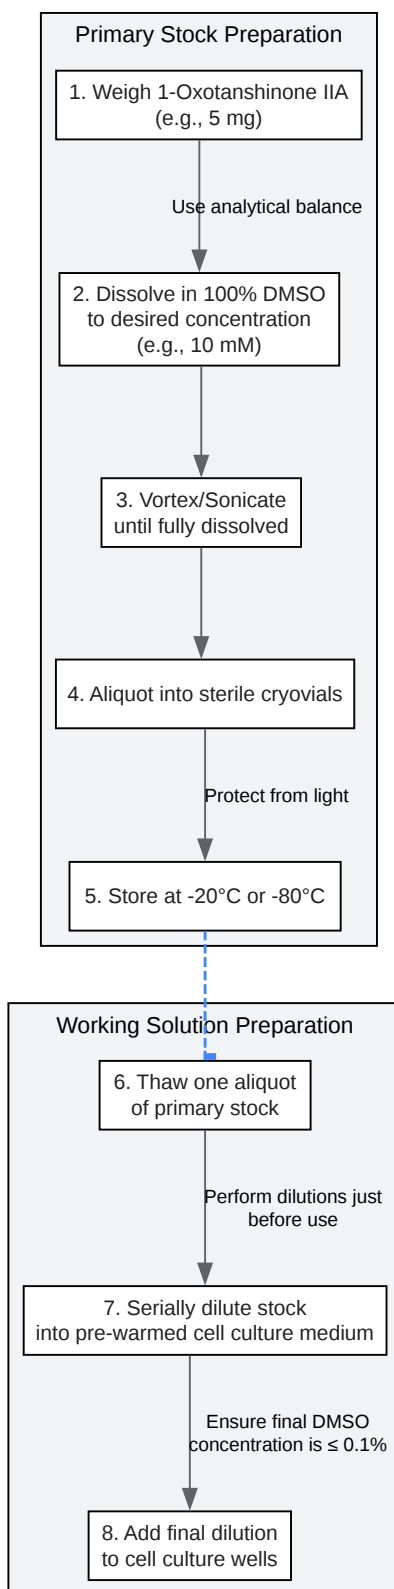 Primary Stock Preparation
1. Weigh 1-Oxotanshinone IIA
(e.g., 5 mg)
Use analytical balance
2. Dissolve in 100% DMSO
to desired concentration
(e.g., 10 mM)
3. Vortex/Sonicate
until fully dissolved
4. Aliquot into sterile cryovials
Protect from light
5. Store at -20°C or -80°C
Working Solution Preparation
6. Thaw one aliquot
of primary stock
Perform dilutions just
before use
7. Serially dilute stock
into pre-warmed cell culture medium
Ensure final DMSO
concentration is ≤ 0.1%
8. Add final dilution
to cell culture wells